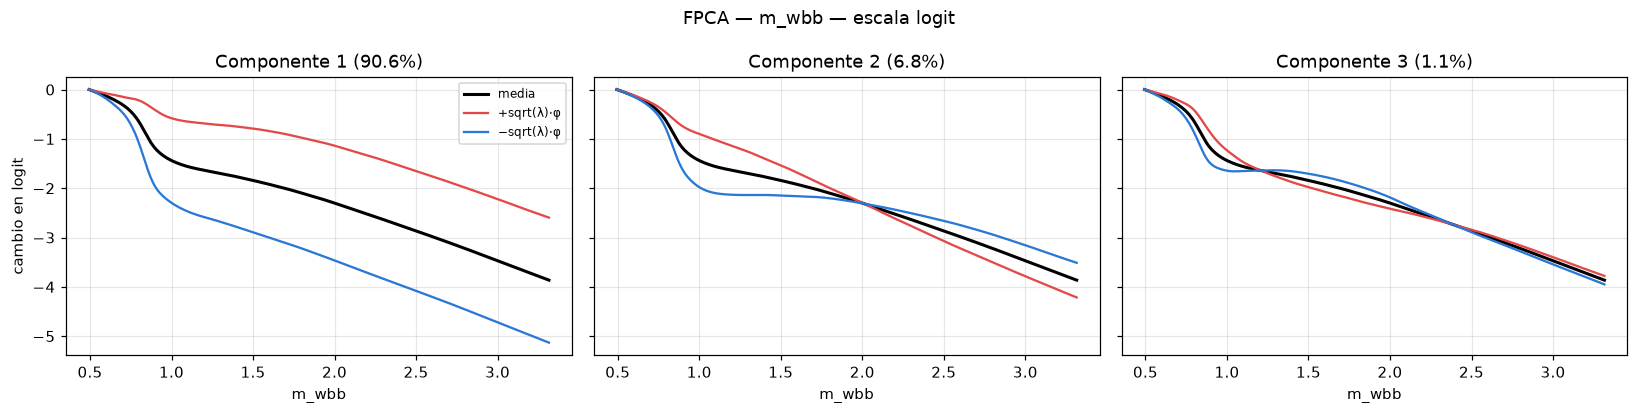 FPCA — m_wbb — escala logit
Componente 1 (90.6%)
Componente 2 (6.8%)
Componente 3 (1.1%)
media
+sqrt(λ)·φ
−sqrt(λ)·φ
cambio en logit
0
−1
−2
−3
−4
−5
0.5 1.0 1.5 2.0 2.5 3.0
0.5 1.0 1.5 2.0 2.5 3.0
0.5 1.0 1.5 2.0 2.5 3.0
m_wbb
m_wbb
m_wbb